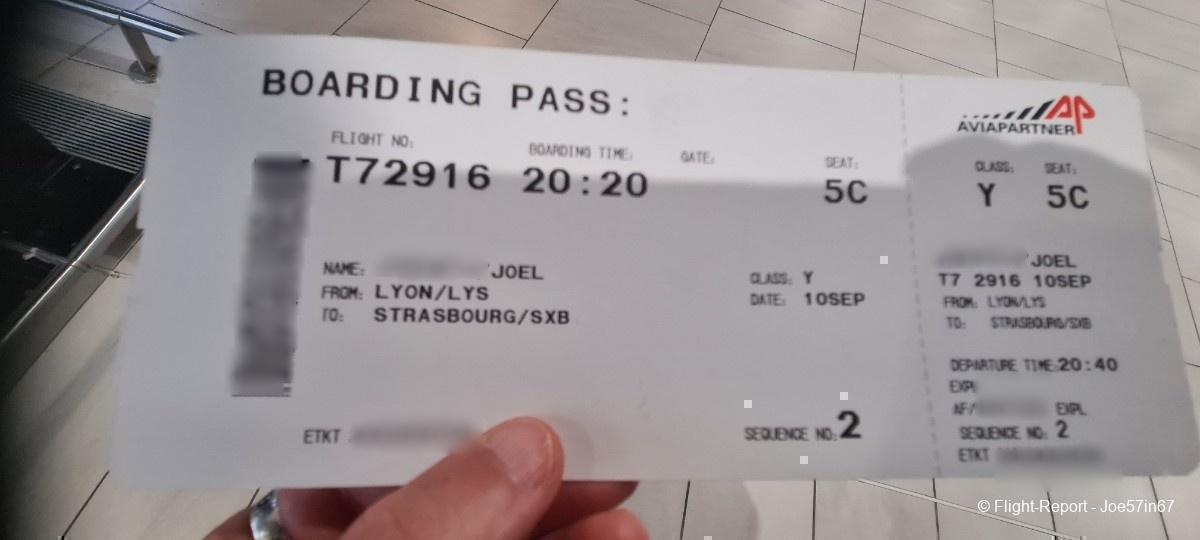 BOARDING PASS:
FLIGHT NO: BOARDING TIME: GATE: SEAT:
T72916 20:20 5C
NAME: JOEL
FROM: LYON/LYS
TO: STRASBOURG/SXB
CLASS: Y
DATE: 10SEP
ETKT
SEQUENCE NO: 2
AP
AVIAPARTNER
CLASS: SEAT:
Y 5C
JOEL
T7 2916 10SEP
FROM: LYON/LYS
TO: STRASBOURG/SXB
DEPARTURE TIME:20:40
EXPL
AF/ EXPL
SEQUENCE NO: 2
ETKT
© Flight-Report - Joe57in67